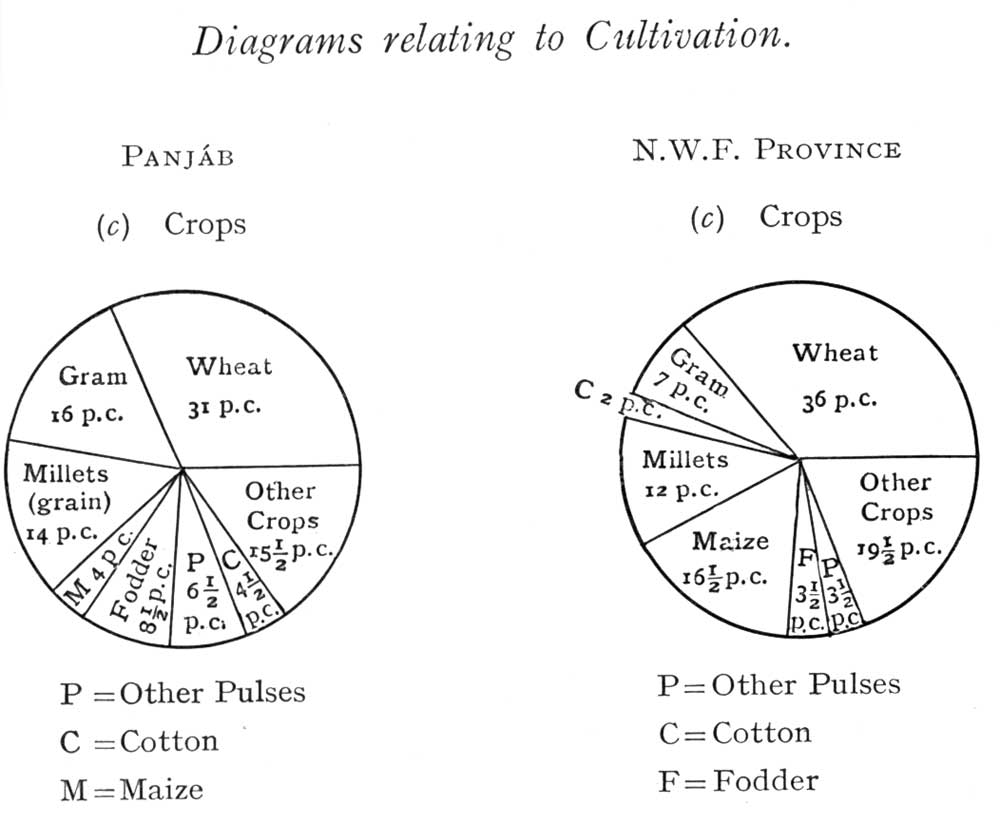 Diagrams relating to Cultivation.
PANJÁB
(c) Crops
Wheat
31 p.c.
Gram
16 p.c.
Millets
(grain)
14 p.c.
M 4 p.c.
Fodder
8½ p.c.
P
6½
p.c.
C
4½
p.c.
Other
Crops
15½ p.c.
P = Other Pulses
C = Cotton
M = Maize
N.W.F. PROVINCE
(c) Crops
Wheat
36 p.c.
Gram
7 p.c.
C 2 p.c.
Millets
12 p.c.
Maize
16½ p.c.
F
3½
p.c.
P
3½
p.c
Other
Crops
19½ p.c.
P = Other Pulses
C = Cotton
F = Fodder